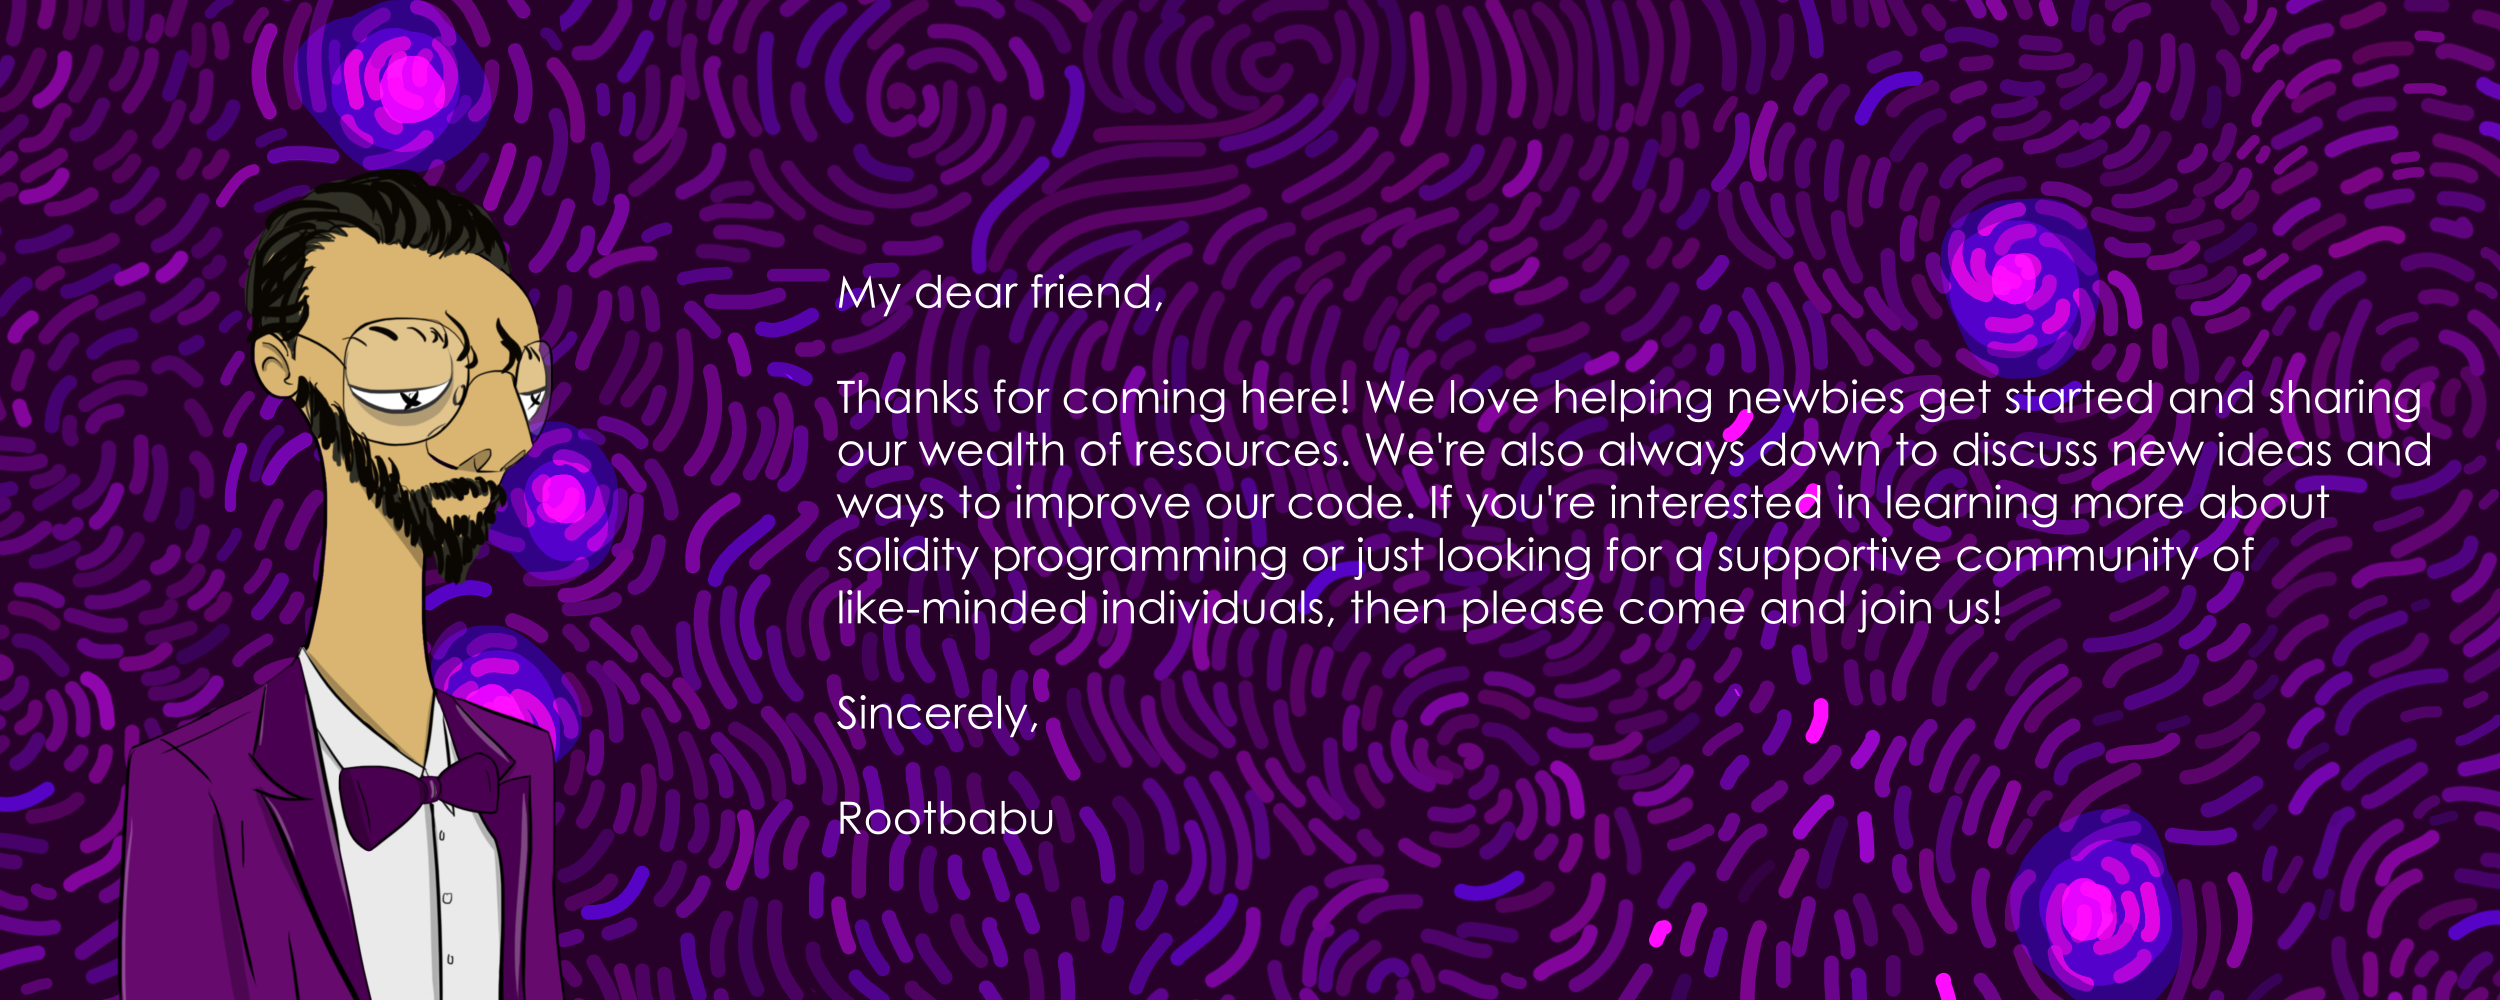 My dear friend,
Thanks for coming here! We love helping newbies get started and sharing
our wealth of resources. We're also always down to discuss new ideas and
ways to improve our code. If you're interested in learning more about
solidity programming or just looking for a supportive community of
like-minded individuals, then please come and join us!
Sincerely,
Rootbabu